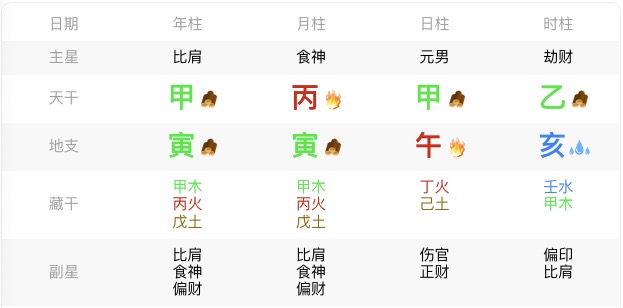 日期 年柱 月柱 日柱 时柱
主星 比肩 食神 元男 劫财
天干 甲 丙 甲 乙
地支 寅 寅 午 亥
藏干 甲木 甲木 丁火 壬水
丙火 丙火 己土 甲木
戊土 戊土
副星 比肩 比肩 伤官 偏印
食神 食神 正财 比肩
偏财 偏财